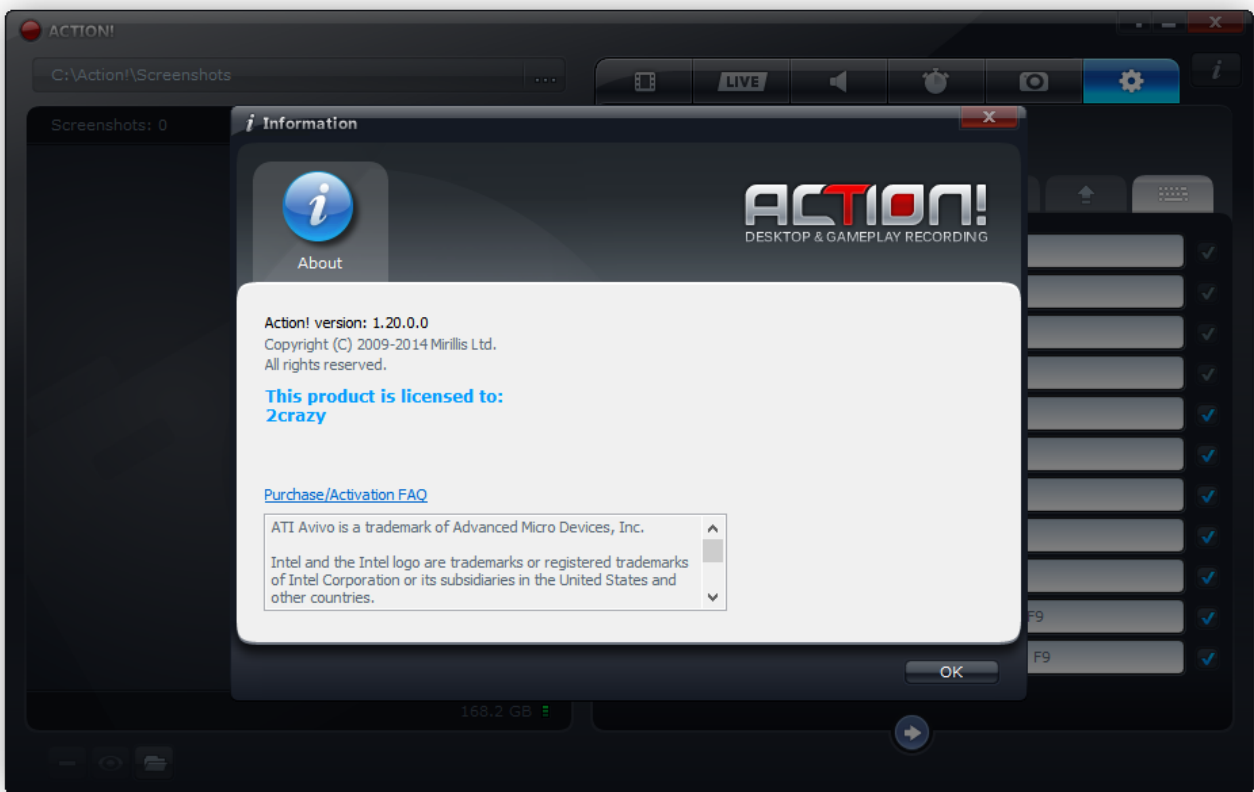 ACTION!
C:\Action!\Screenshots
...
LIVE
i
Screenshots: 0
i Information
X
i
About
ACTION!
DESKTOP & GAMEPLAY RECORDING
Action! version: 1.20.0.0
Copyright (C) 2009-2014 Mirillis Ltd.
All rights reserved.
This product is licensed to:
2crazy
Purchase/Activation FAQ
ATI Avivo is a trademark of Advanced Micro Devices, Inc.
Intel and the Intel logo are trademarks or registered trademarks
of Intel Corporation or its subsidiaries in the United States and
other countries.
F9
F9
OK
168.2 GB